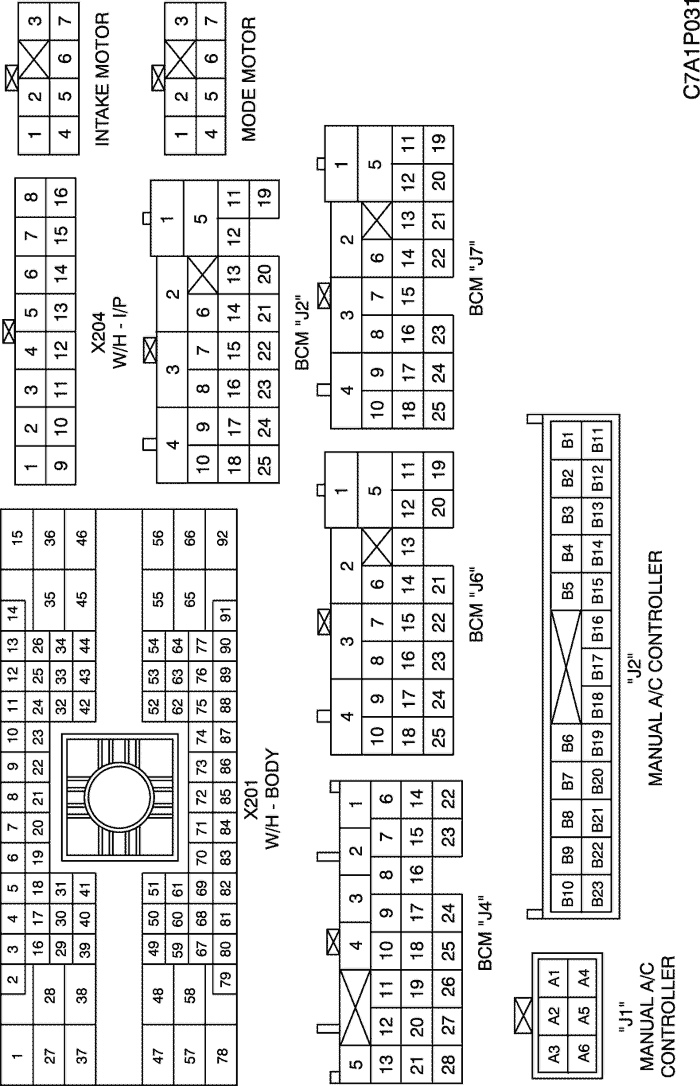 1 2 3 4 5 6 7 8 9 10 11 12 13 14 15
27 28 16 17 18 19 20 21 22 23 24 25 26 35 36
29 30 31 32 33 34
37 38 39 40 41 42 43 44 45 46
47 48 49 50 51 52 53 54 55 56
57 58 59 60 61 62 63 64 65 66
67 68 69 70 71 72 73 74 75 76 77
78 79 80 81 82 83 84 85 86 87 88 89 90 91 92
X201
W/H - BODY
1 2 3 4 5 6 7 8
9 10 11 12 13 14 15 16
X204
W/H - I/P
1 2 3
4 5 6 7
INTAKE MOTOR
4 3 2 1
10 9 8 7 6 5
18 17 16 15 14 13 12 11
25 24 23 22 21 20 19
BCM "J2"
1 2 3
4 5 6 7
MODE MOTOR
5 4 3 2 1
13 12 11 10 9 8 7 6
21 20 19 18 17 16 15 14
28 27 26 25 24 23 22
BCM "J4"
4 3 2 1
10 9 8 7 6 5
18 17 16 15 14 13 12 11
25 24 23 22 21 20 19
BCM "J6"
4 3 2 1
10 9 8 7 6 5
18 17 16 15 14 13 12 11
25 24 23 22 21 20 19
BCM "J7"
A3 A2 A1
A6 A5 A4
"J1"
MANUAL A/C
CONTROLLER
B10 B9 B8 B7 B6 B5 B4 B3 B2 B1
B23 B22 B21 B20 B19 B18 B17 B16 B15 B14 B13 B12 B11
"J2"
MANUAL A/C CONTROLLER
C7A1P031